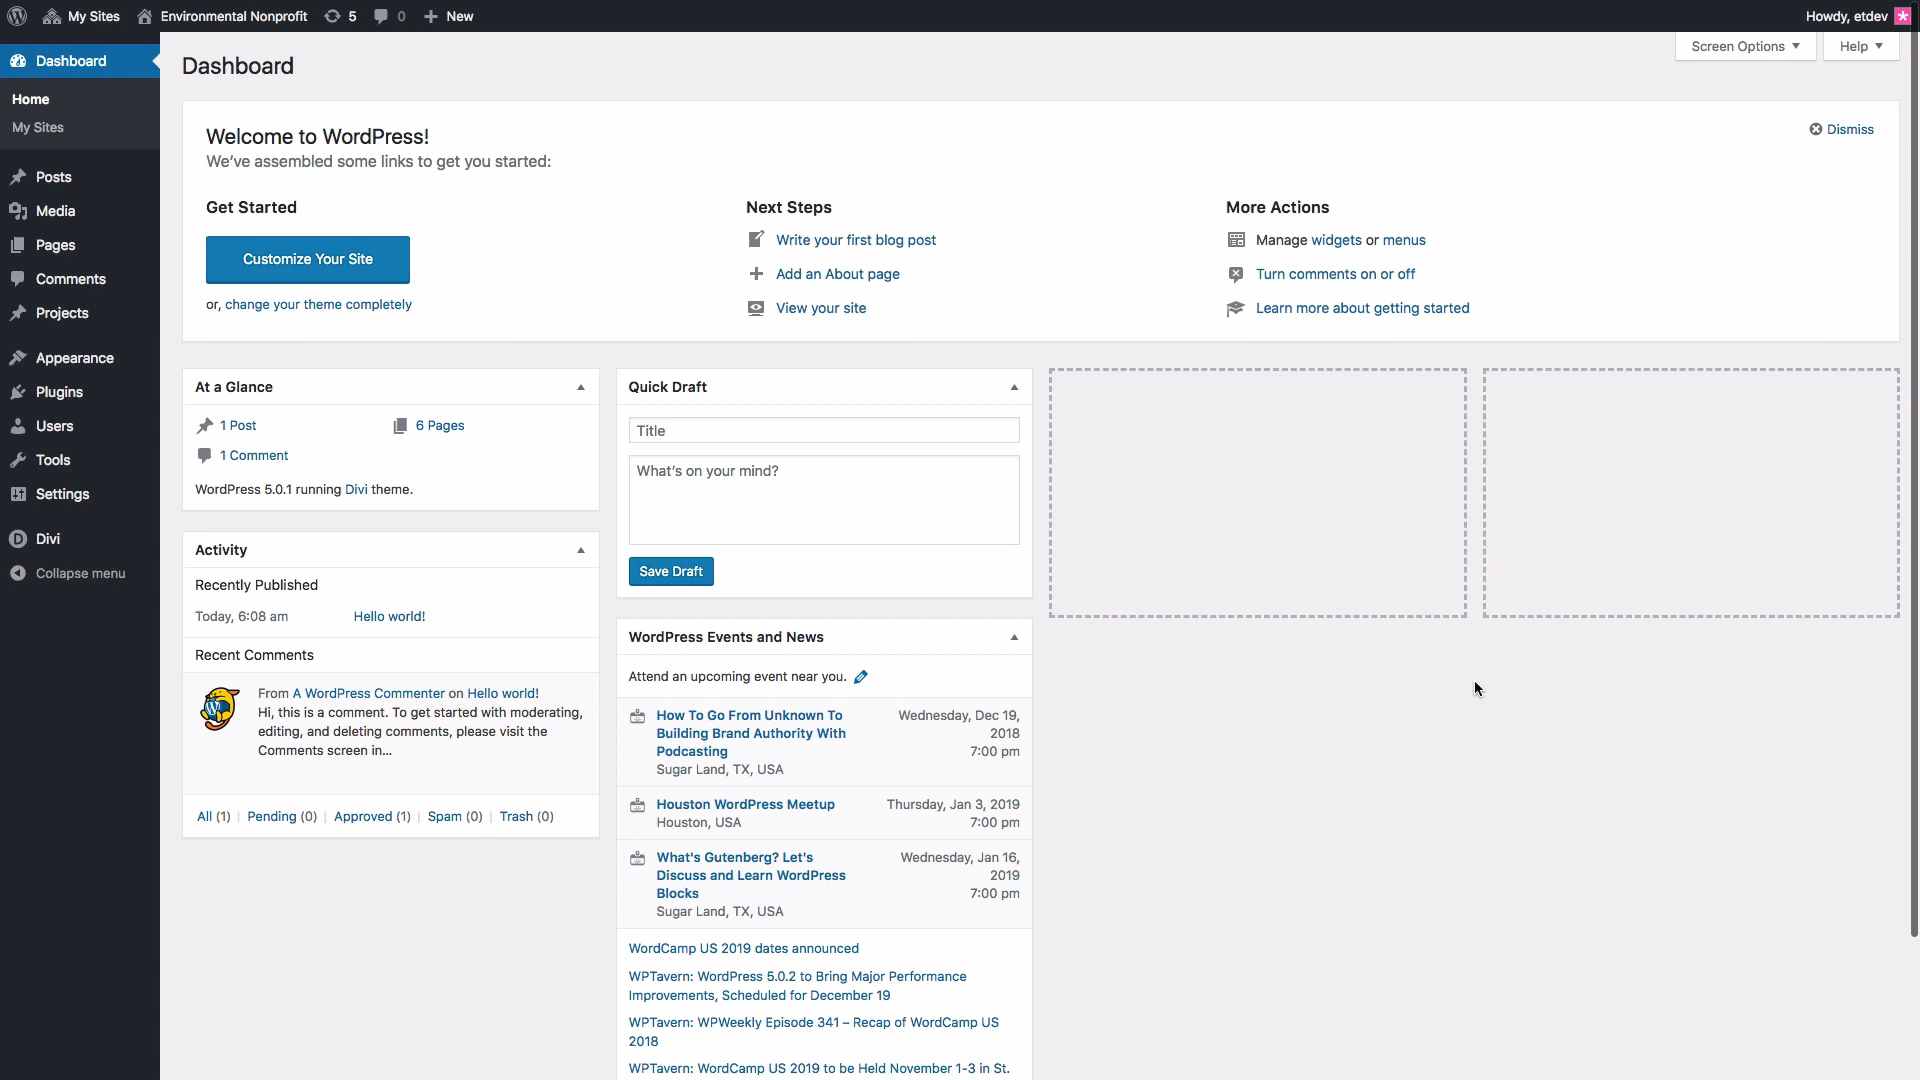 My Sites
Environmental Nonprofit
5
0
New
Howdy, etdev
Dashboard
Home
My Sites
Posts
Media
Pages
Comments
Projects
Appearance
Plugins
Users
Tools
Settings
Divi
Collapse menu
Screen Options
Help
Dashboard
Welcome to WordPress!
We've assembled some links to get you started:
Dismiss
Get Started
Customize Your Site
or, change your theme completely
Next Steps
Write your first blog post
Add an About page
View your site
More Actions
Manage widgets or menus
Turn comments on or off
Learn more about getting started
At a Glance
1 Post
6 Pages
1 Comment
WordPress 5.0.1 running Divi theme.
Activity
Recently Published
Today, 6:08 am
Hello world!
Recent Comments
From A WordPress Commenter on Hello world!
Hi, this is a comment. To get started with moderating,
editing, and deleting comments, please visit the
Comments screen in...
All (1) | Pending (0) | Approved (1) | Spam (0) | Trash (0)
Quick Draft
Title
What's on your mind?
Save Draft
WordPress Events and News
Attend an upcoming event near you.
How To Go From Unknown To
Building Brand Authority With
Podcasting
Sugar Land, TX, USA
Wednesday, Dec 19,
2018
7:00 pm
Houston WordPress Meetup
Houston, USA
Thursday, Jan 3, 2019
7:00 pm
What's Gutenberg? Let's
Discuss and Learn WordPress
Blocks
Sugar Land, TX, USA
Wednesday, Jan 16,
2019
7:00 pm
WordCamp US 2019 dates announced
WPTavern: WordPress 5.0.2 to Bring Major Performance
Improvements, Scheduled for December 19
WPTavern: WPWeekly Episode 341 – Recap of WordCamp US
2018
WPTavern: WordCamp US 2019 to be Held November 1-3 in St.